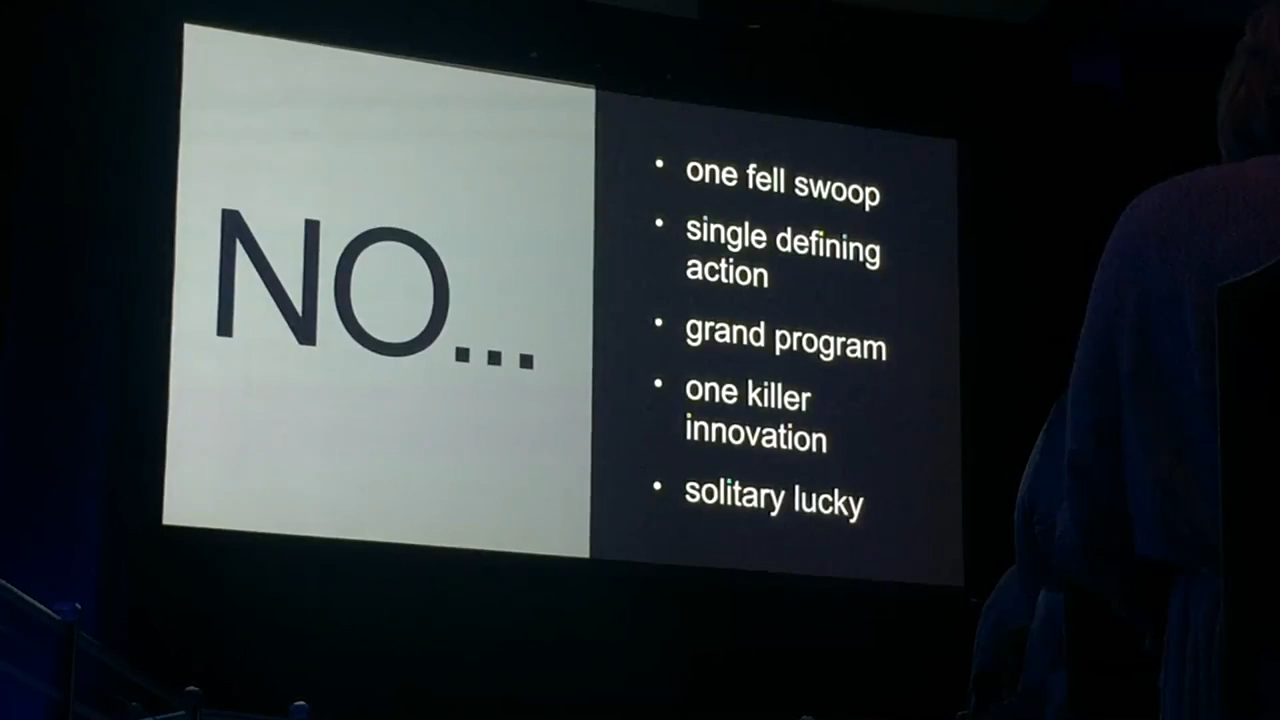 NO...
• one fell swoop
• single defining
action
• grand program
• one killer
innovation
• solitary lucky